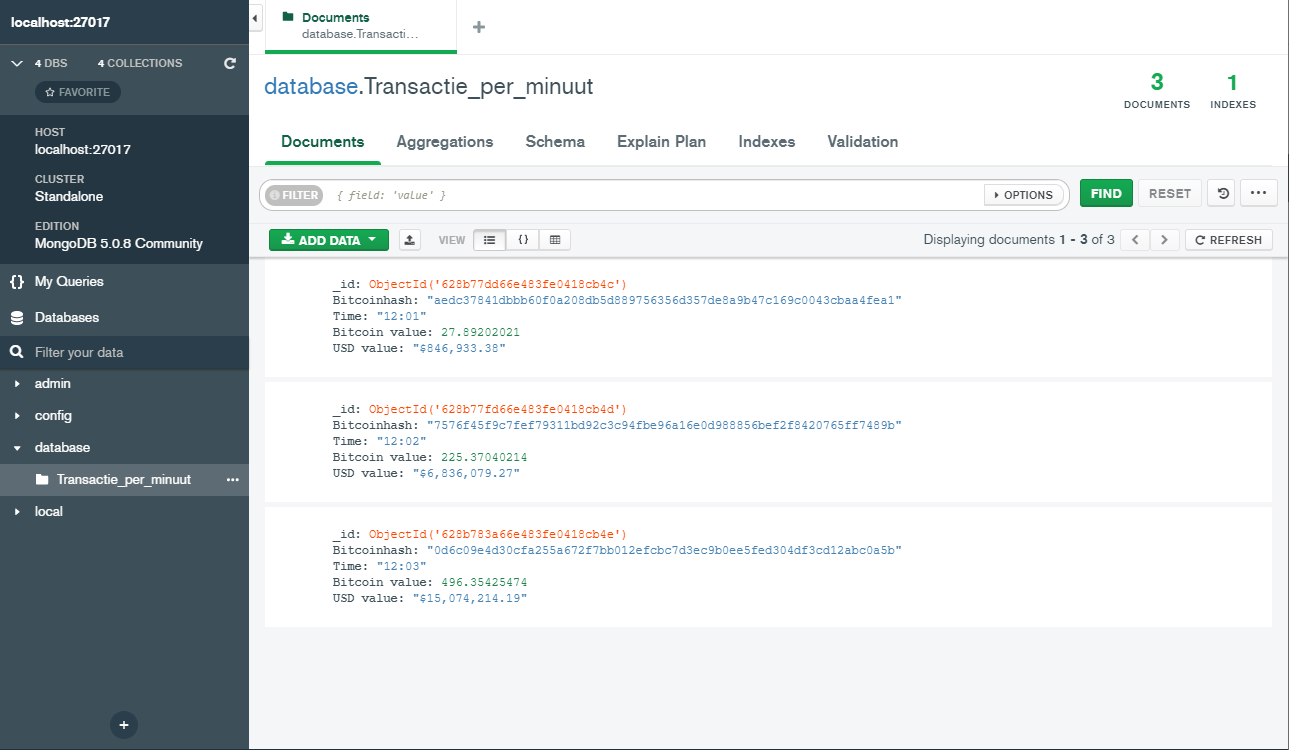 localhost:27017
4 DBS 4 COLLECTIONS
FAVORITE
HOST
localhost:27017
CLUSTER
Standalone
EDITION
MongoDB 5.0.8 Community
{} My Queries
Databases
Filter your data
admin
config
database
Transactie_per_minuut ...
local
+
Documents
database.Transacti...
+
database.Transactie_per_minuut
3
DOCUMENTS
1
INDEXES
Documents Aggregations Schema Explain Plan Indexes Validation
FILTER { field: 'value' } OPTIONS FIND RESET ...
ADD DATA VIEW {} Displaying documents 1 - 3 of 3 < > REFRESH
_id: ObjectId('628b77dd66e483fe0418cb4c')
Bitcoinhash: "aedc37841dbbb60f0a208db5d889756356d357de8a9b47c169c0043cbaa4fea1"
Time: "12:01"
Bitcoin value: 27.89202021
USD value: "$846,933.38"
_id: ObjectId('628b77fd66e483fe0418cb4d')
Bitcoinhash: "7576f45f9c7fef79311bd92c3c94fbe96a16e0d988856bef2f8420765ff7489b"
Time: "12:02"
Bitcoin value: 225.37040214
USD value: "$6,836,079.27"
_id: ObjectId('628b783a66e483fe0418cb4e')
Bitcoinhash: "0d6c09e4d30cfa255a672f7bb012efcbc7d3ec9b0ee5fed304df3cd12abc0a5b"
Time: "12:03"
Bitcoin value: 496.35425474
USD value: "$15,074,214.19"